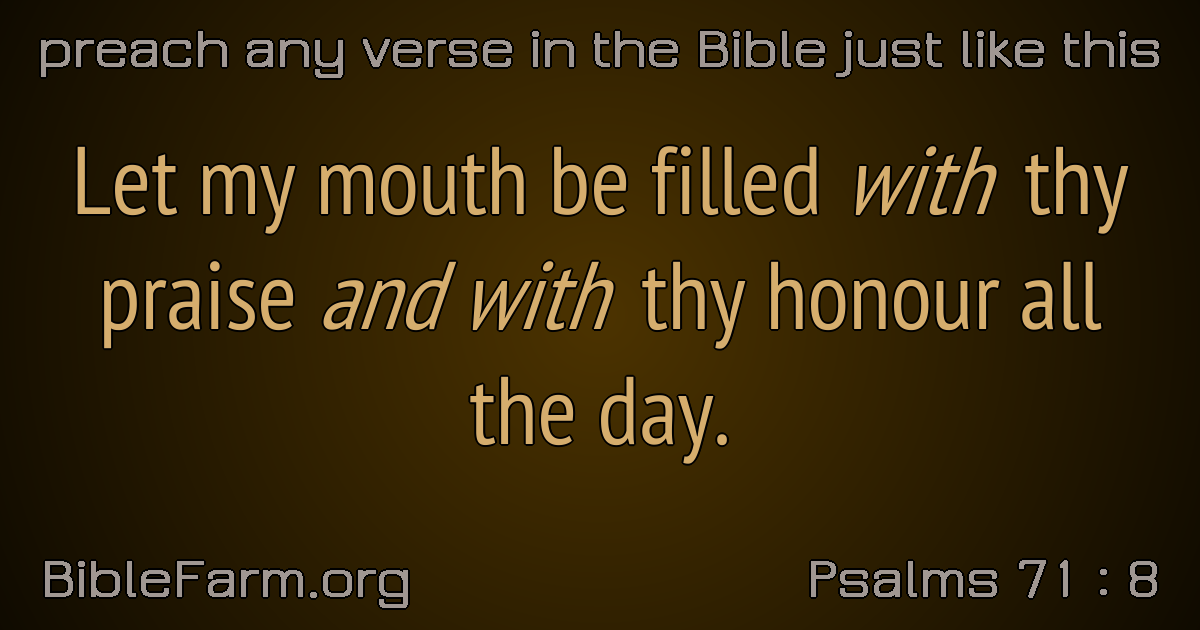 preach any verse in the Bible just like this
Let my mouth be filled with thy
praise and with thy honour all
the day.
BibleFarm.org
Psalms 71 : 8